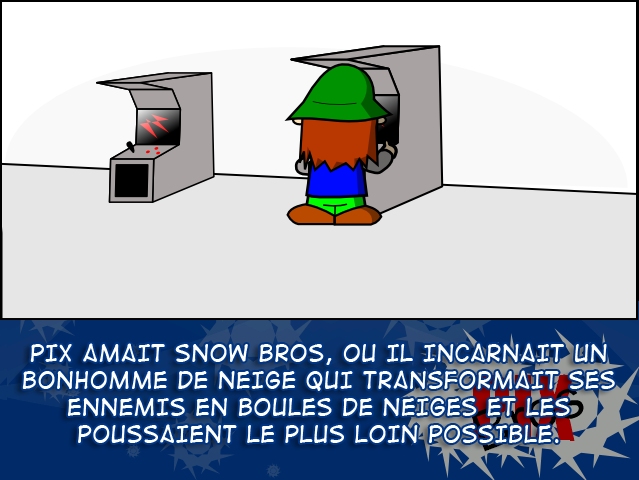 PIX AMAIT SNOW BROS, OU IL INCARNAIT UN
BONHOMME DE NEIGE QUI TRANSFORMAIT SES
ENNEMIS EN BOULES DE NEIGES ET LES
POUSSAIENT LE PLUS LOIN POSSIBLE.